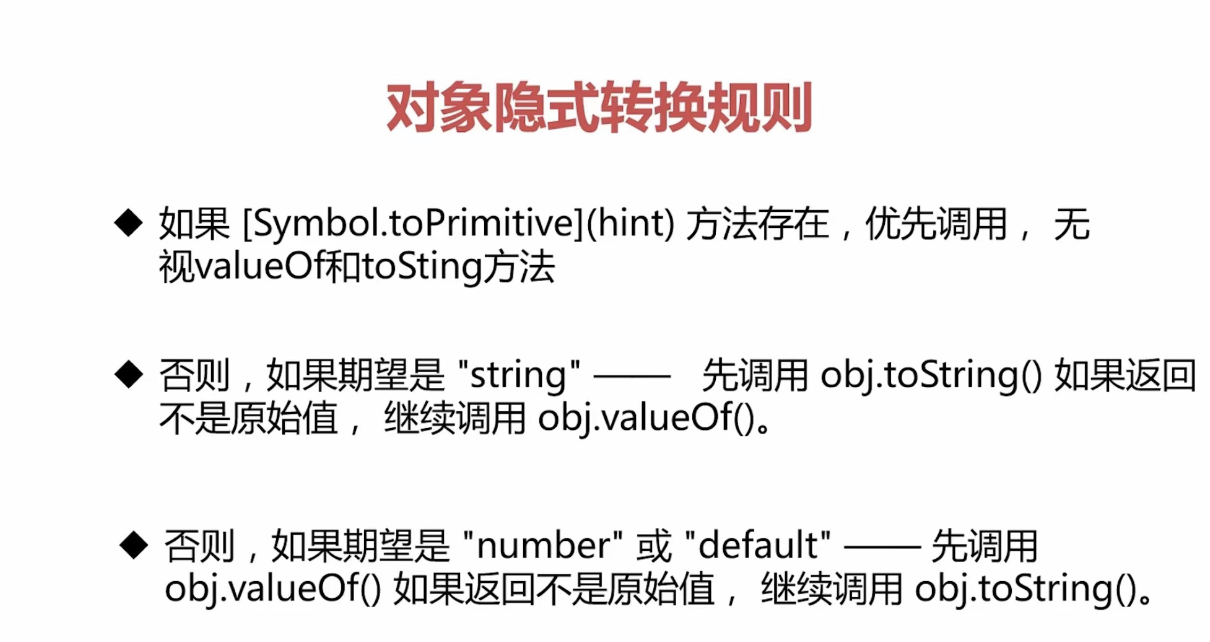 对象隐式转换规则
◆ 如果 [Symbol.toPrimitive](hint) 方法存在，优先调用， 无
视valueOf和toSting方法
◆ 否则，如果期望是 "string" —— 先调用 obj.toString() 如果返回
不是原始值， 继续调用 obj.valueOf()。
◆ 否则，如果期望是 "number" 或 "default" —— 先调用
obj.valueOf() 如果返回不是原始值， 继续调用 obj.toString()。